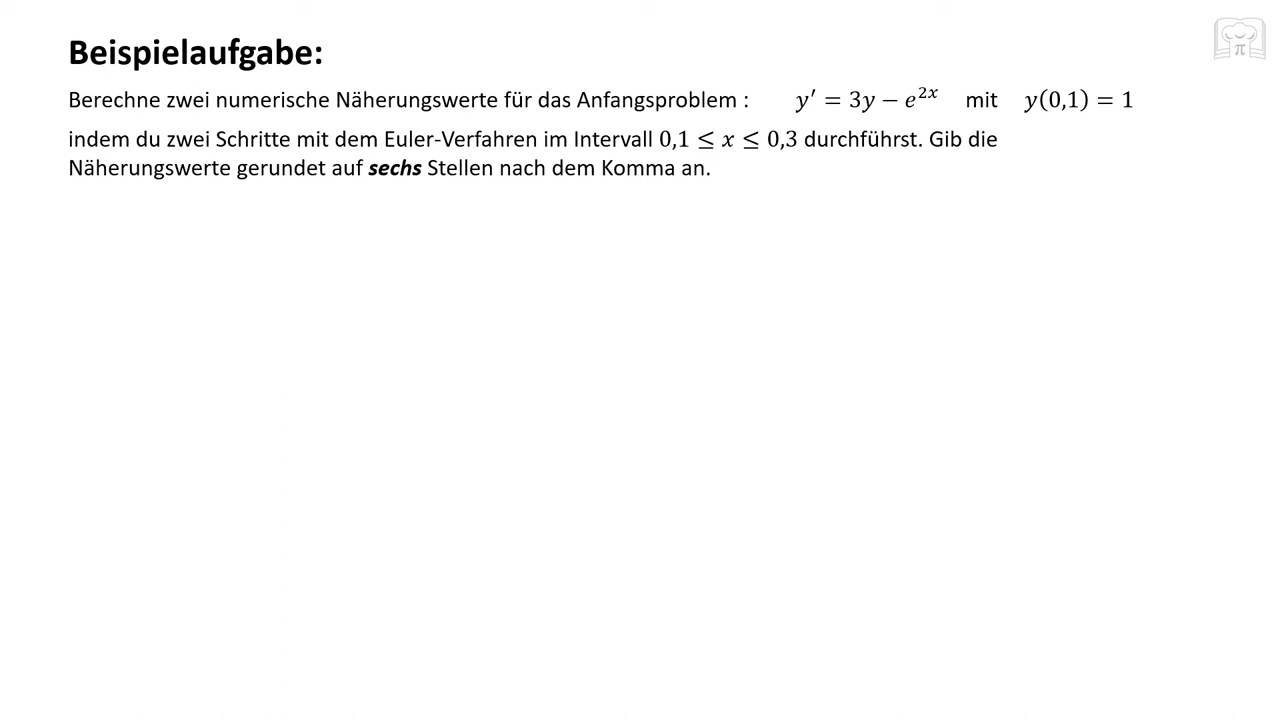 Beispielaufgabe:
Berechne zwei numerische Näherungswerte für das Anfangsproblem : y′ = 3y − e^{2x} mit y(0,1) = 1
indem du zwei Schritte mit dem Euler-Verfahren im Intervall 0,1 ≤ x ≤ 0,3 durchführst. Gib die
Näherungswerte gerundet auf sechs Stellen nach dem Komma an.
π